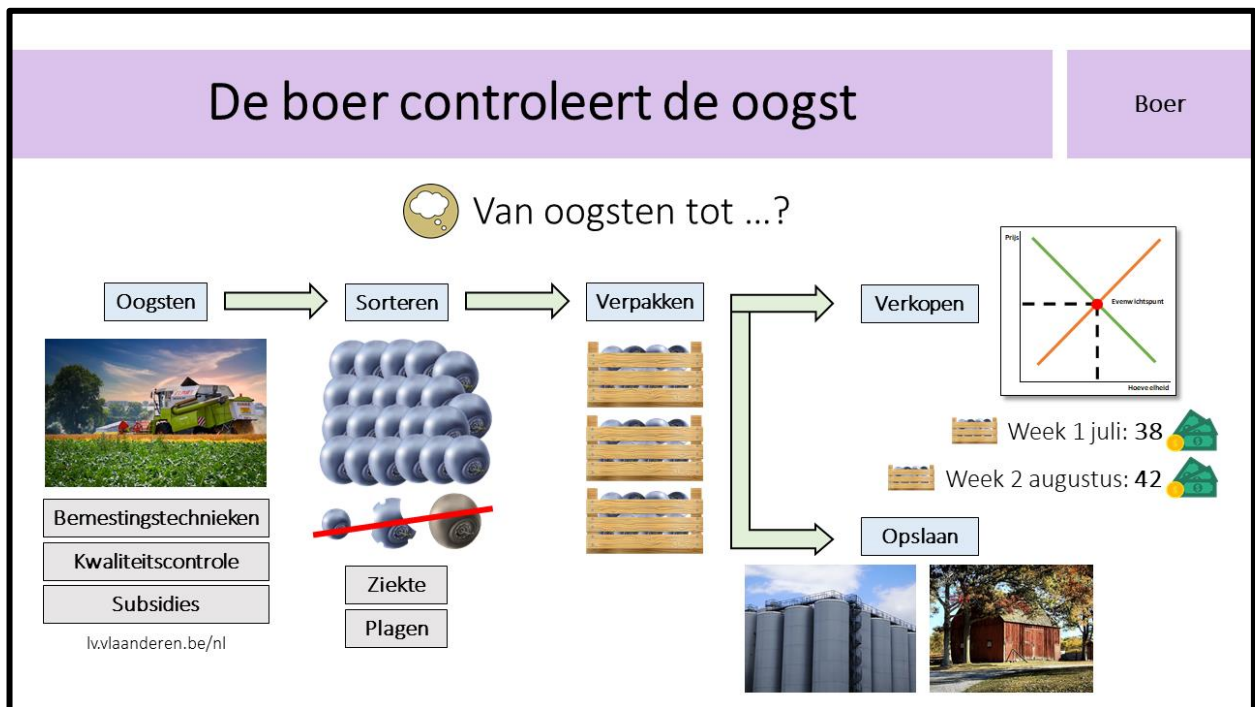 De boer controleert de oogst
Boer
Van oogsten tot ...?
Oogsten
Sorteren
Verpakken
Verkopen
Prijs
Evenwichtspunt
Hoeveelheid
Week 1 juli: 38
Week 2 augustus: 42
Opslaan
Bemestingstechnieken
Kwaliteitscontrole
Subsidies
lv.vlaanderen.be/nl
Ziekte
Plagen